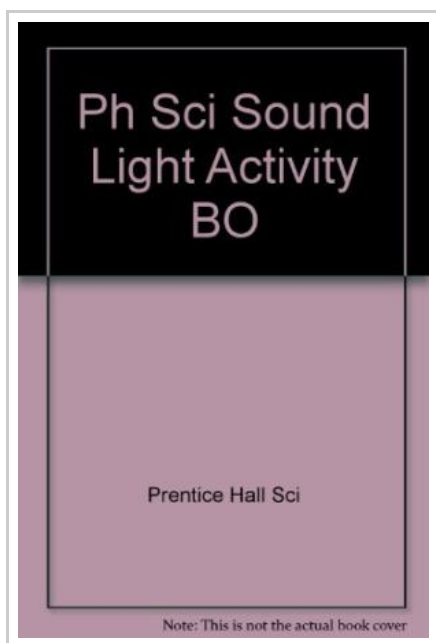 Ph Sci Sound
Light Activity
BO
Prentice Hall Sci
Note: This is not the actual book cover